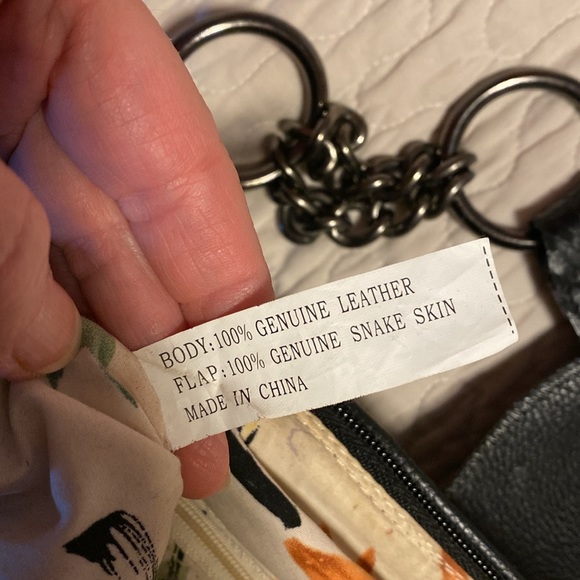 BODY:100% GENUINE LEATHER
FLAP:100% GENUINE SNAKE SKIN
MADE IN CHINA